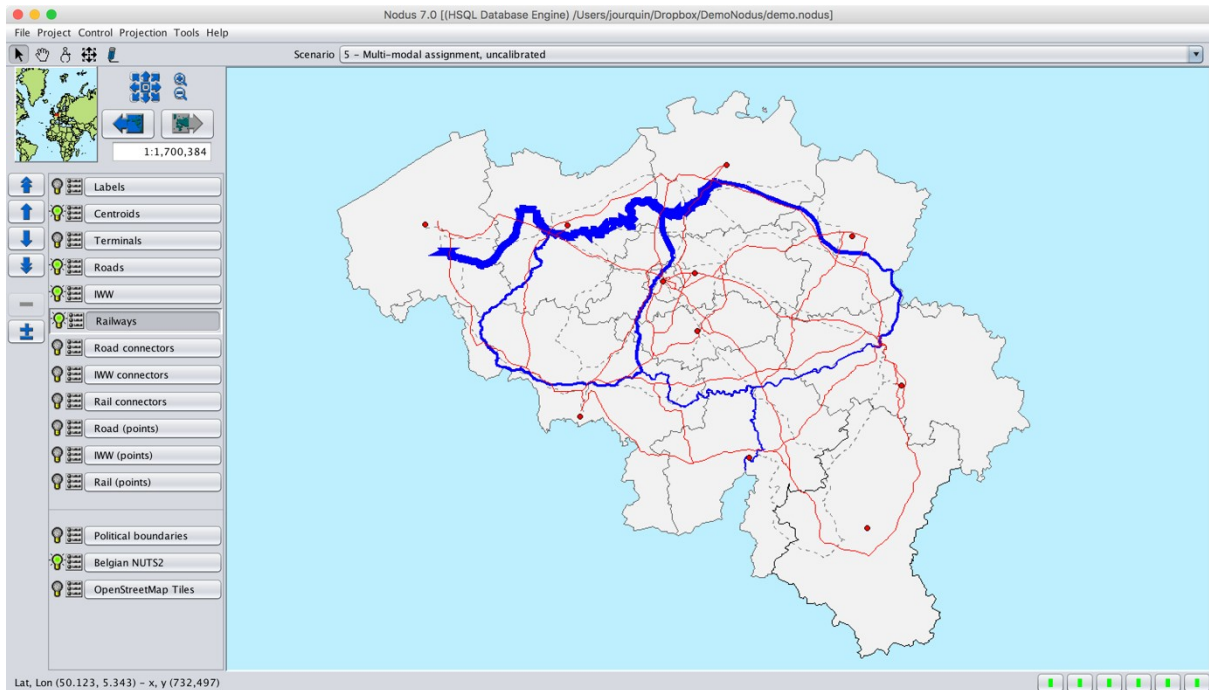 Nodus 7.0 [(HSQL Database Engine) /Users/jourquin/Dropbox/DemoNodus/demo.nodus]
File Project Control Projection Tools Help
Scenario 5 - Multi-modal assignment, uncalibrated
1:1,700,384
Labels
Centroids
Terminals
Roads
IWW
Railways
Road connectors
IWW connectors
Rail connectors
Road (points)
IWW (points)
Rail (points)
Political boundaries
Belgian NUTS2
OpenStreetMap Tiles
Lat, Lon (50.123, 5.343) - x, y (732,497)